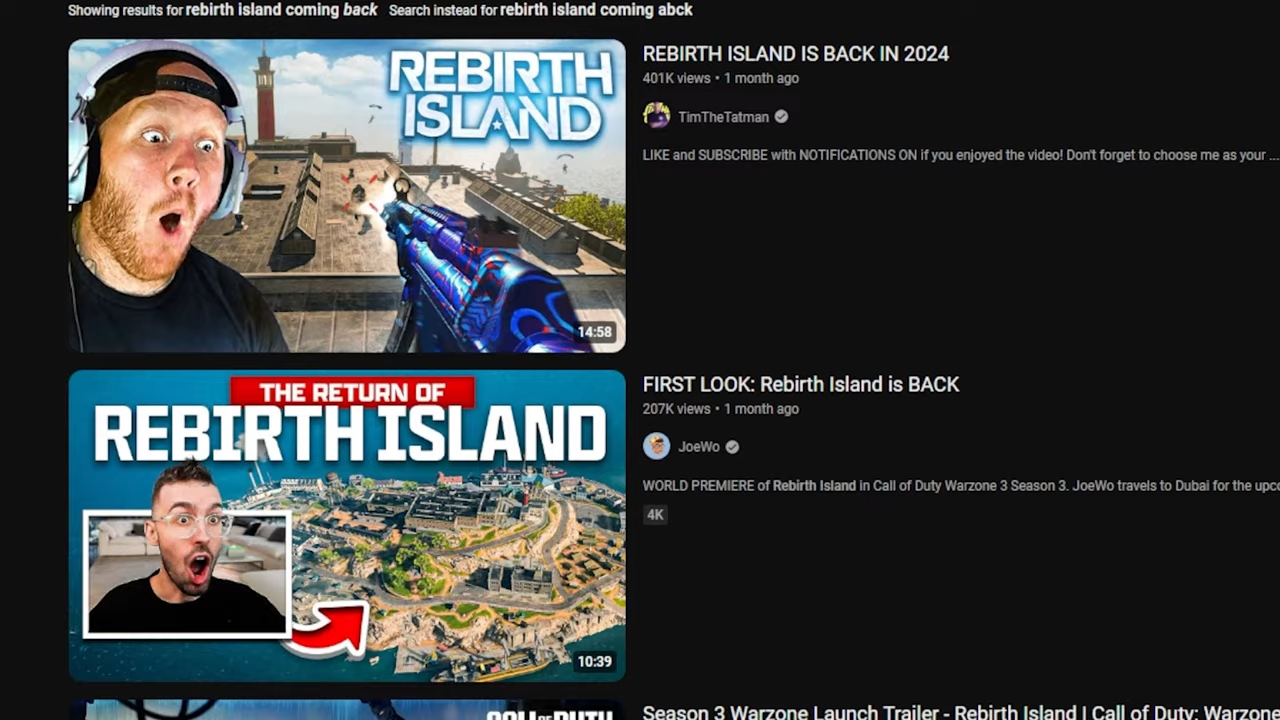 Showing results for rebirth island coming back Search instead for rebirth island coming abck
REBIRTH
ISLAND
14:58
REBIRTH ISLAND IS BACK IN 2024
401K views • 1 month ago
TimTheTatman
LIKE and SUBSCRIBE with NOTIFICATIONS ON if you enjoyed the video! Don't forget to choose me as your ...
THE RETURN OF
REBIRTH ISLAND
10:39
FIRST LOOK: Rebirth Island is BACK
207K views • 1 month ago
JoeWo
WORLD PREMIERE of Rebirth Island in Call of Duty Warzone 3 Season 3. JoeWo travels to Dubai for the
4K
CALL OF DUTY
Season 3 Warzone Launch Trailer - Rebirth Island | Call of Duty: Warzone